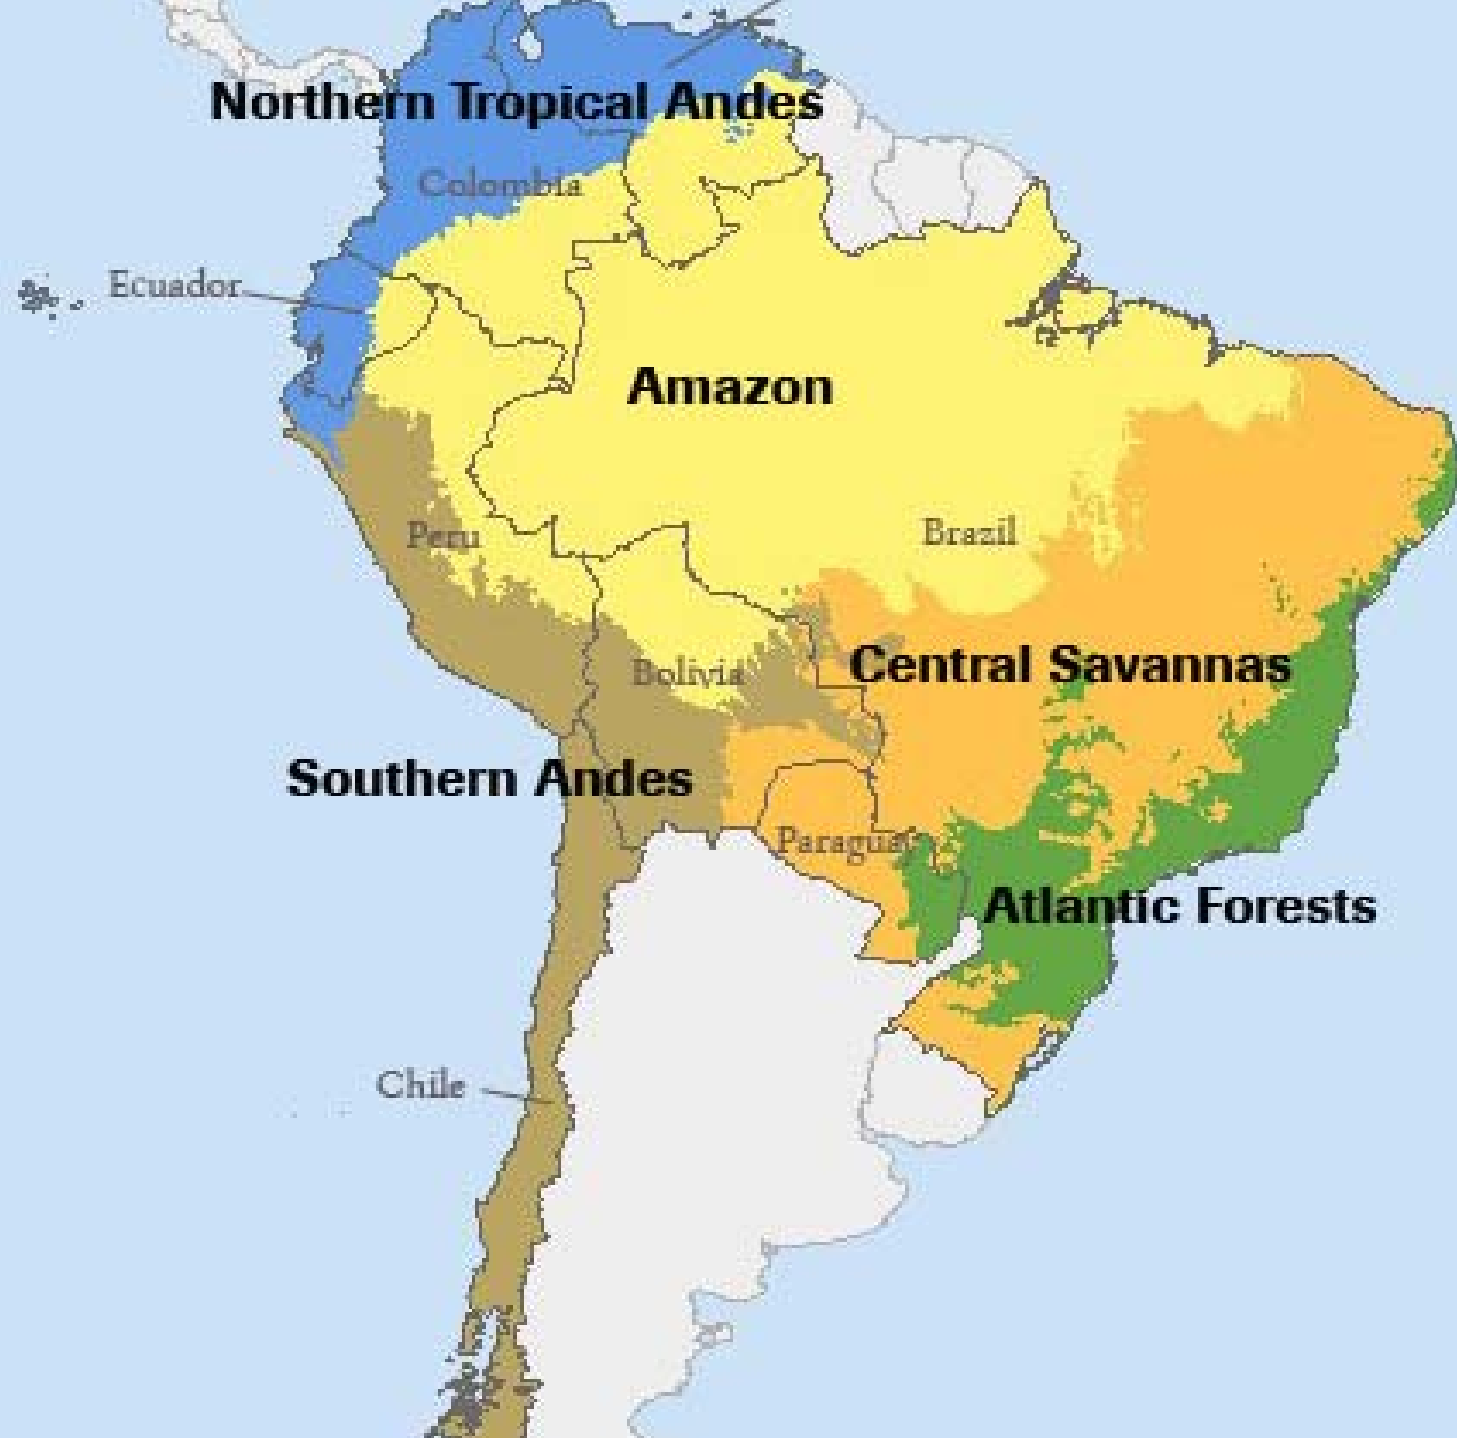 Northern Tropical Andes
Colombia
Ecuador
Amazon
Peru
Brazil
Bolivia
Central Savannas
Southern Andes
Paraguay
Atlantic Forests
Chile